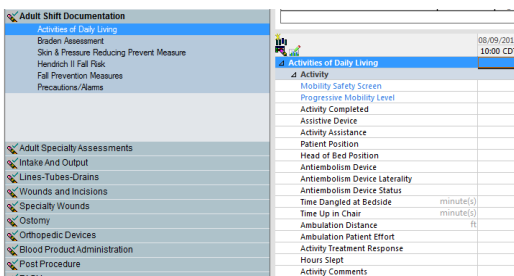 Adult Shift Documentation
Activities of Daily Living
Braden Assessment
Skin & Pressure Reducing Prevent Measure
Hendrich II Fall Risk
Fall Prevention Measures
Precautions/Alarms
Adult Specialty Assessments
Intake And Output
Lines-Tubes-Drains
Wounds and Incisions
Specialty Wounds
Ostomy
Orthopedic Devices
Blood Product Administration
Post Procedure
08/09/201
10:00 CD
Activities of Daily Living
Activity
Mobility Safety Screen
Progressive Mobility Level
Activity Completed
Assistive Device
Activity Assistance
Patient Position
Head of Bed Position
Antiembolism Device
Antiembolism Device Laterality
Antiembolism Device Status
Time Dangled at Bedside minute(s)
Time Up in Chair minute(s)
Ambulation Distance ft
Ambulation Patient Effort
Activity Treatment Response
Hours Slept
Activity Comments